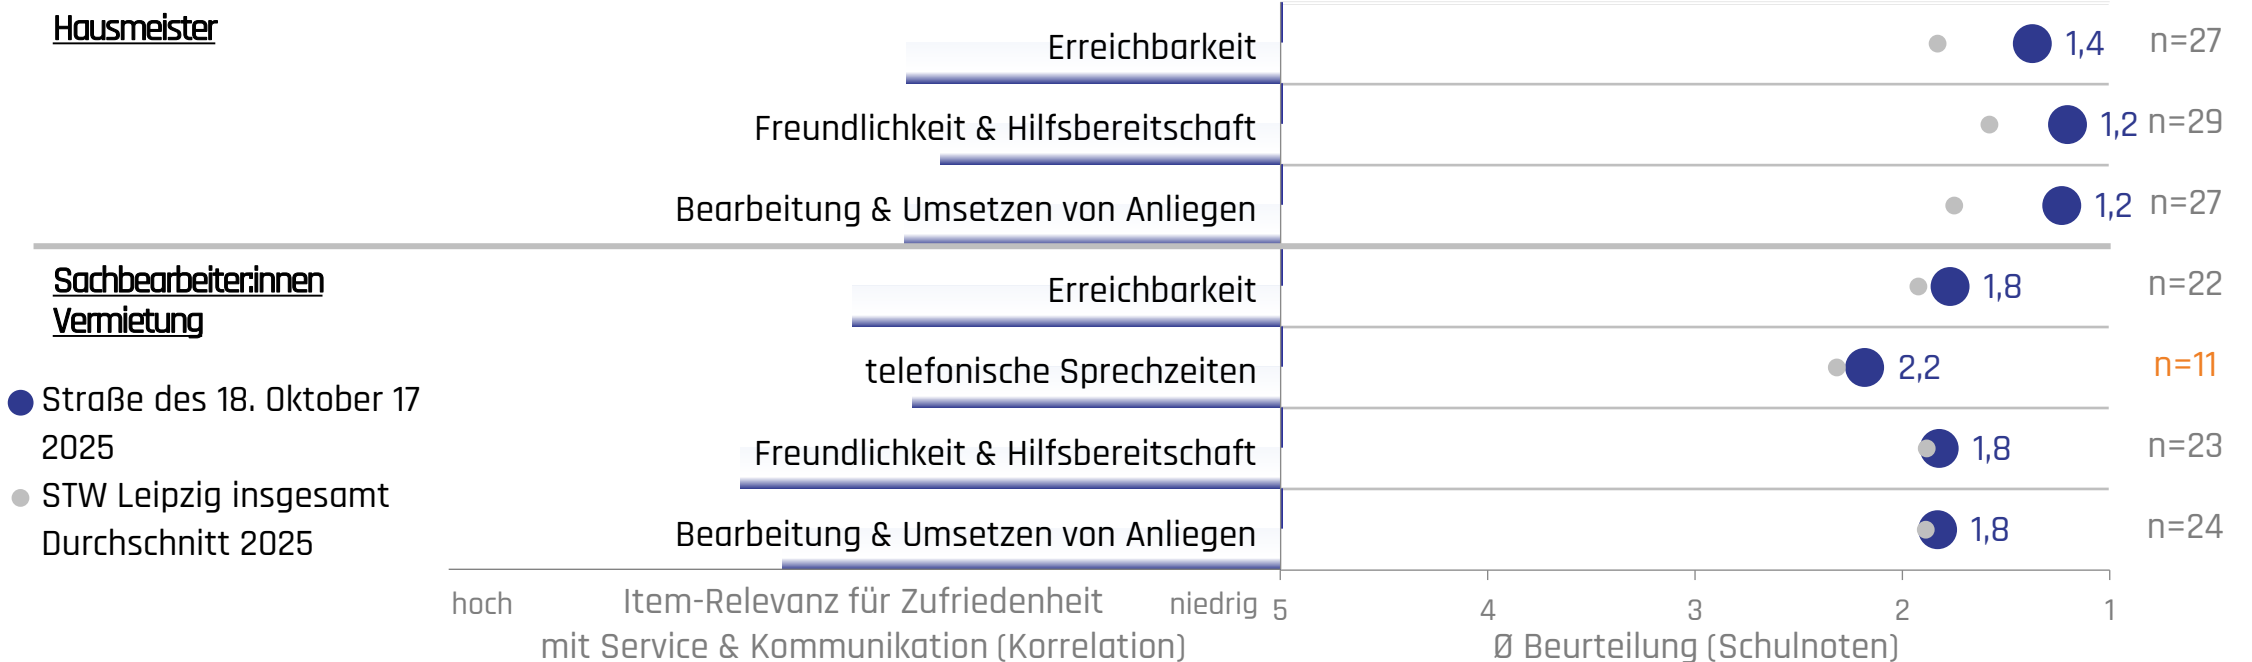 Hausmeister
Erreichbarkeit 1,4 n=27
Freundlichkeit & Hilfsbereitschaft 1,2 n=29
Bearbeitung & Umsetzen von Anliegen 1,2 n=27
Sachbearbeiter:innen
Vermietung
Erreichbarkeit 1,8 n=22
telefonische Sprechzeiten 2,2 n=11
Freundlichkeit & Hilfsbereitschaft 1,8 n=23
Bearbeitung & Umsetzen von Anliegen 1,8 n=24
Straße des 18. Oktober 17
2025
STW Leipzig insgesamt
Durchschnitt 2025
hoch Item-Relevanz für Zufriedenheit niedrig
mit Service & Kommunikation (Korrelation)
5 4 3 2 1
Ø Beurteilung (Schulnoten)